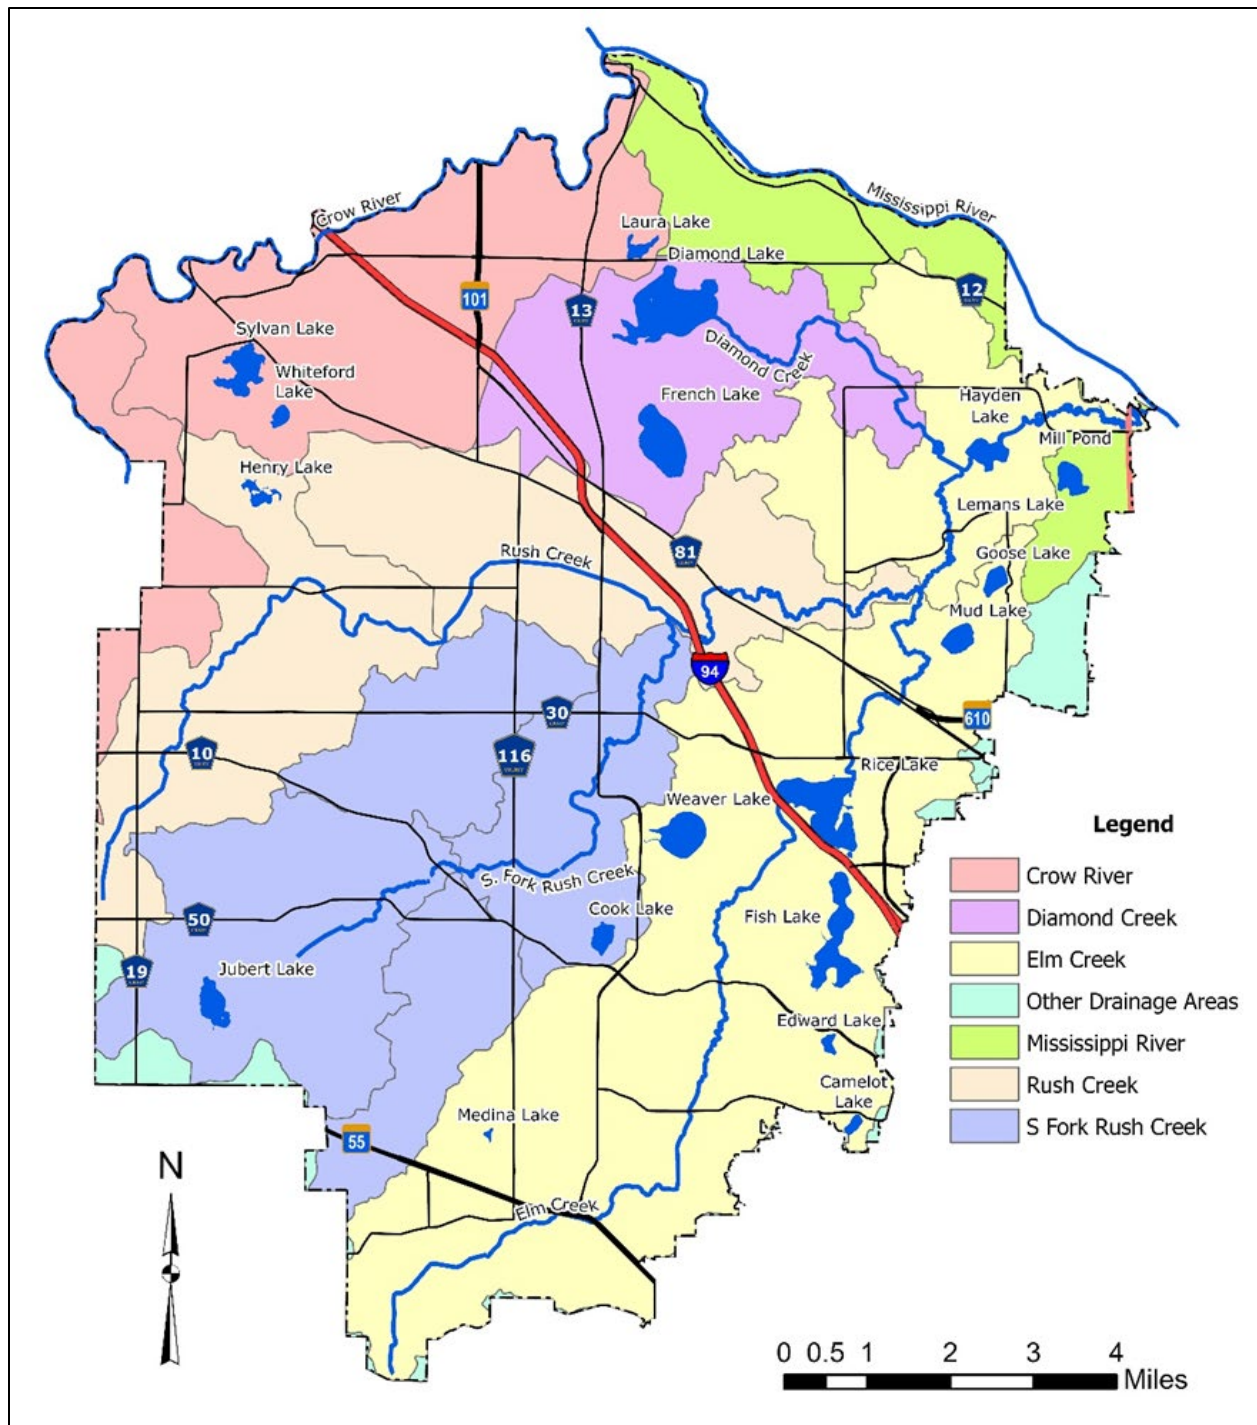 Crow River
Mississippi River
Laura Lake
Diamond Lake
101
13
12
Sylvan Lake
Diamond Creek
Whiteford
Lake
French Lake
Hayden
Lake
Mill Pond
Henry Lake
Lemans Lake
Rush Creek
81
Goose Lake
Mud Lake
94
30
610
10
116
Rice Lake
Weaver Lake
S. Fork Rush Creek
Cook Lake
Fish Lake
50
19
Jubert Lake
Edward Lake
Camelot
Lake
Medina Lake
55
Elm Creek
Legend
Crow River
Diamond Creek
Elm Creek
Other Drainage Areas
Mississippi River
Rush Creek
S Fork Rush Creek
N
0 0.5 1 2 3 4
Miles